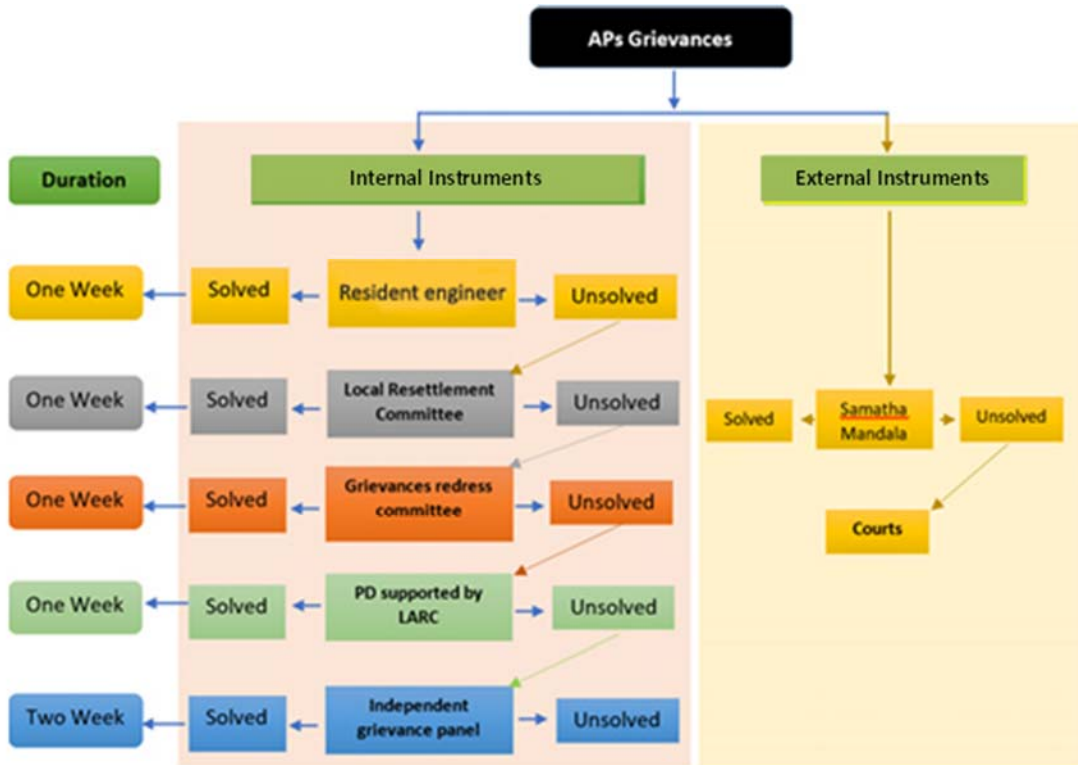 APs Grievances
Duration
Internal Instruments
External Instruments
One Week
Solved
Resident engineer
Unsolved
One Week
Solved
Local Resettlement
Committee
Unsolved
Solved
Samatha
Mandala
Unsolved
One Week
Solved
Grievances redress
committee
Unsolved
Courts
One Week
Solved
PD supported by
LARC
Unsolved
Two Week
Solved
Independent
grievance panel
Unsolved